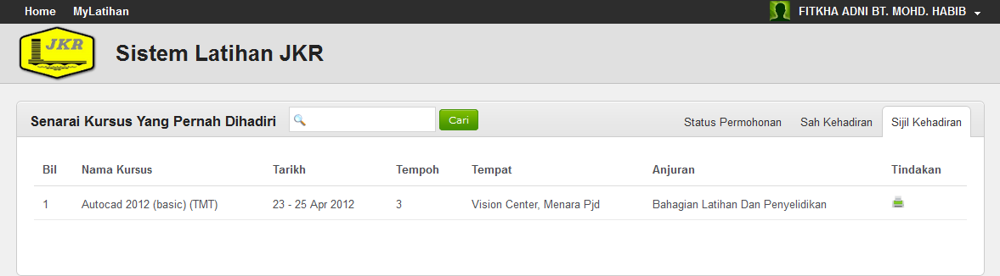 Home MyLatihan FITKHA ADNI BT. MOHD. HABIB
JKR Sistem Latihan JKR
Senarai Kursus Yang Pernah Dihadiri Cari Status Permohonan Sah Kehadiran Sijil Kehadiran
Bil Nama Kursus Tarikh Tempoh Tempat Anjuran Tindakan
1 Autocad 2012 (basic) (TMT) 23 - 25 Apr 2012 3 Vision Center, Menara Pjd Bahagian Latihan Dan Penyelidikan